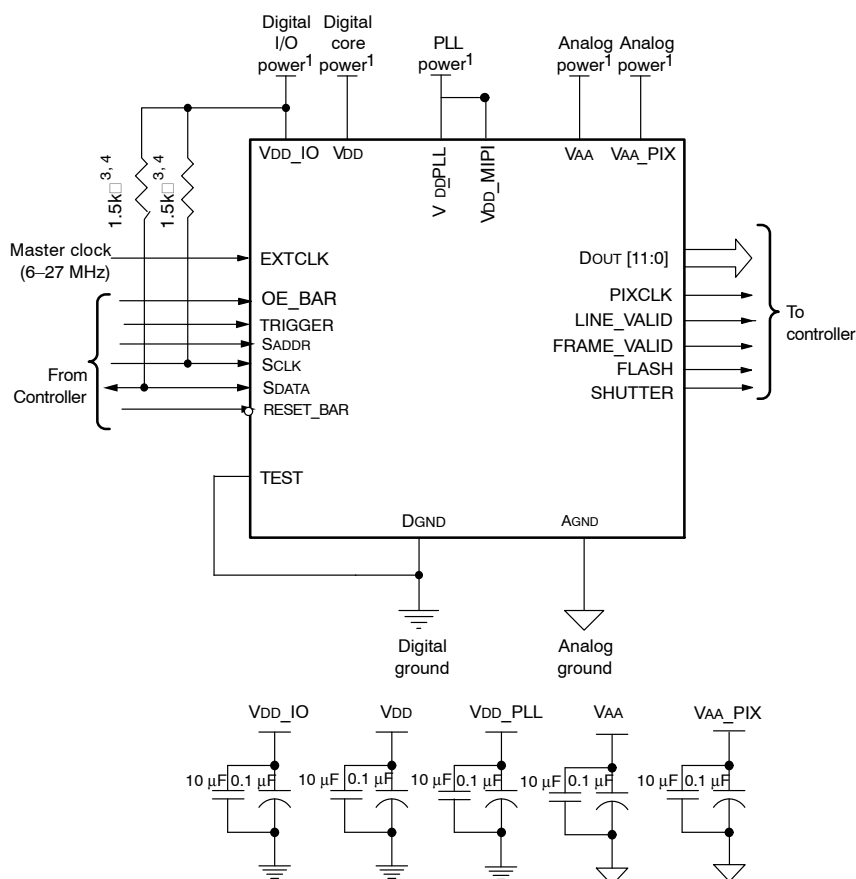 Digital
I/O
power1
Digital
core
power1
PLL
power1
Analog
power1
Analog
power1
VDD_IO
VDD
VDDPLL
VDD_MIPI
VAA
VAA_PIX
1.5k□3, 4
1.5k□3, 4
Master clock
(6–27 MHz)
EXTCLK
OE_BAR
TRIGGER
SADDR
SCLK
SDATA
RESET_BAR
TEST
From
Controller
DOUT [11:0]
PIXCLK
LINE_VALID
FRAME_VALID
FLASH
SHUTTER
To
controller
DGND
AGND
Digital
ground
Analog
ground
VDD_IO
VDD
VDD_PLL
VAA
VAA_PIX
10 μF
0.1 μF
10 μF
0.1 μF
10 μF
0.1 μF
10 μF
0.1 μF
10 μF
0.1 μF